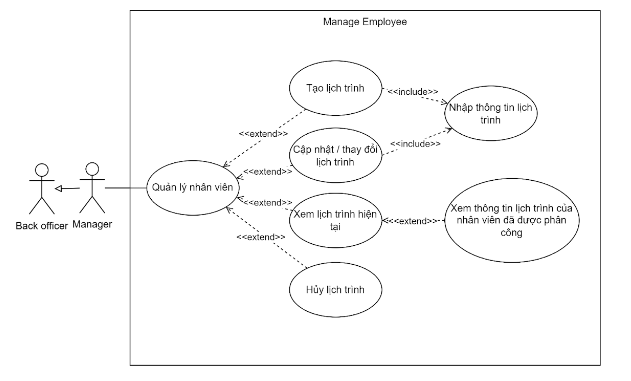 Manage Employee
Tạo lịch trình
<<include>>
Nhập thông tin lịch
trình
<<extend>>
Cập nhật / thay đổi
lịch trình
<<include>>
<<extend>>
Quản lý nhân viên
<<extend>>
Xem lịch trình hiện
tại
<<extend>>
Xem thông tin lịch trình của
nhân viên đã được phân
công
Back officer
Manager
<<extend>>
Hủy lịch trình